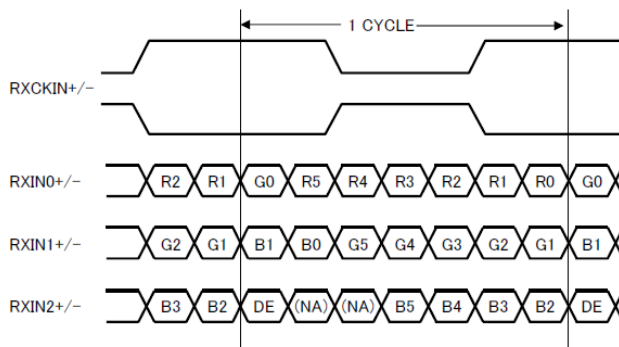 1 CYCLE
RXCKIN+/-
RXIN0+/- R2 R1 G0 R5 R4 R3 R2 R1 R0 G0
RXIN1+/- G2 G1 B1 B0 G5 G4 G3 G2 G1 B1
RXIN2+/- B3 B2 DE (NA) (NA) B5 B4 B3 B2 DE